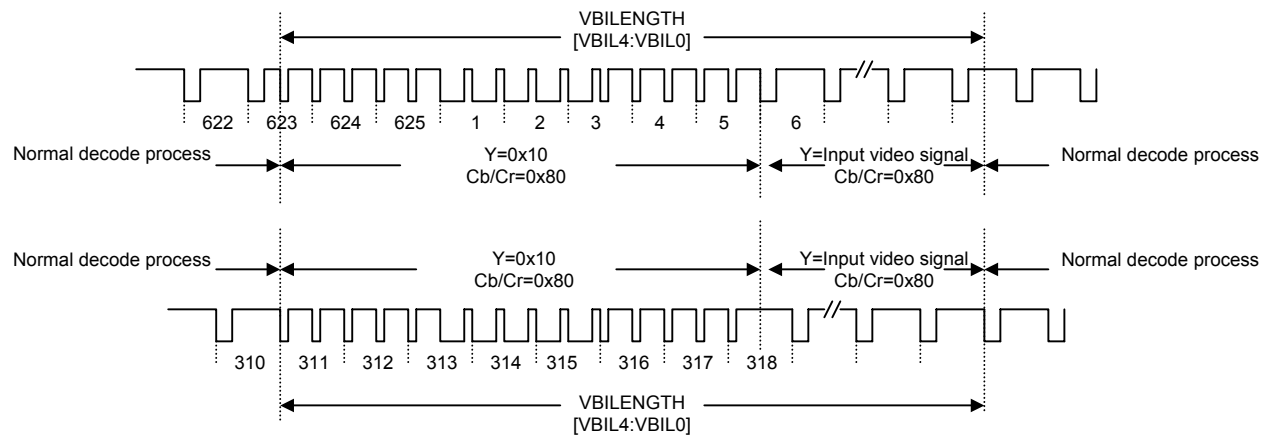 VBILENGTH
[VBIL4:VBIL0]
622 623 624 625 1 2 3 4 5 6
Normal decode process
Y=0x10
Cb/Cr=0x80
Y=Input video signal
Cb/Cr=0x80
Normal decode process
Normal decode process
Y=0x10
Cb/Cr=0x80
Y=Input video signal
Cb/Cr=0x80
Normal decode process
310 311 312 313 314 315 316 317 318
VBILENGTH
[VBIL4:VBIL0]